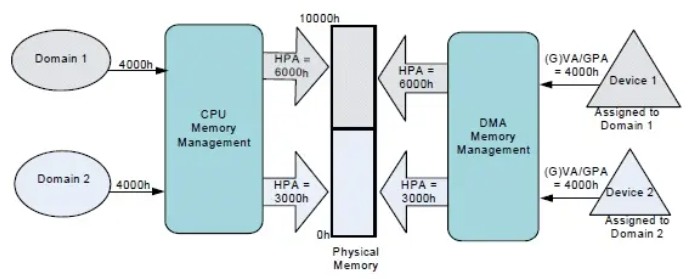 10000h
Domain 1
4000h
CPU
Memory
Management
HPA =
6000h
HPA =
6000h
DMA
Memory
Management
(G)VA/GPA
= 4000h
Device 1
Assigned to
Domain 1
Domain 2
4000h
HPA =
3000h
HPA =
3000h
(G)VA/GPA
= 4000h
Device 2
Assigned to
Domain 2
0h
Physical
Memory